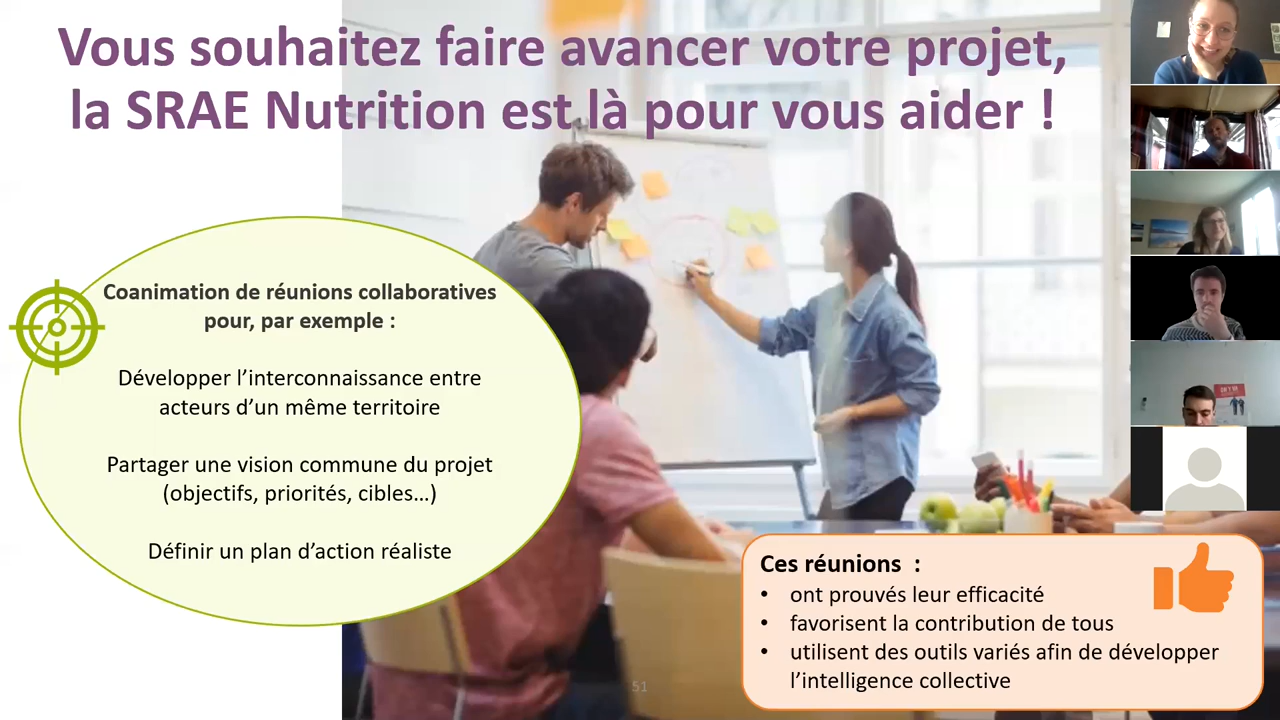 Vous souhaitez faire avancer votre projet,
la SRAE Nutrition est là pour vous aider !
Coanimation de réunions collaboratives
pour, par exemple :
Développer l’interconnaissance entre
acteurs d’un même territoire
Partager une vision commune du projet
(objectifs, priorités, cibles…)
Définir un plan d’action réaliste
Ces réunions :
• ont prouvés leur efficacité
• favorisent la contribution de tous
• utilisent des outils variés afin de développer
l’intelligence collective
51